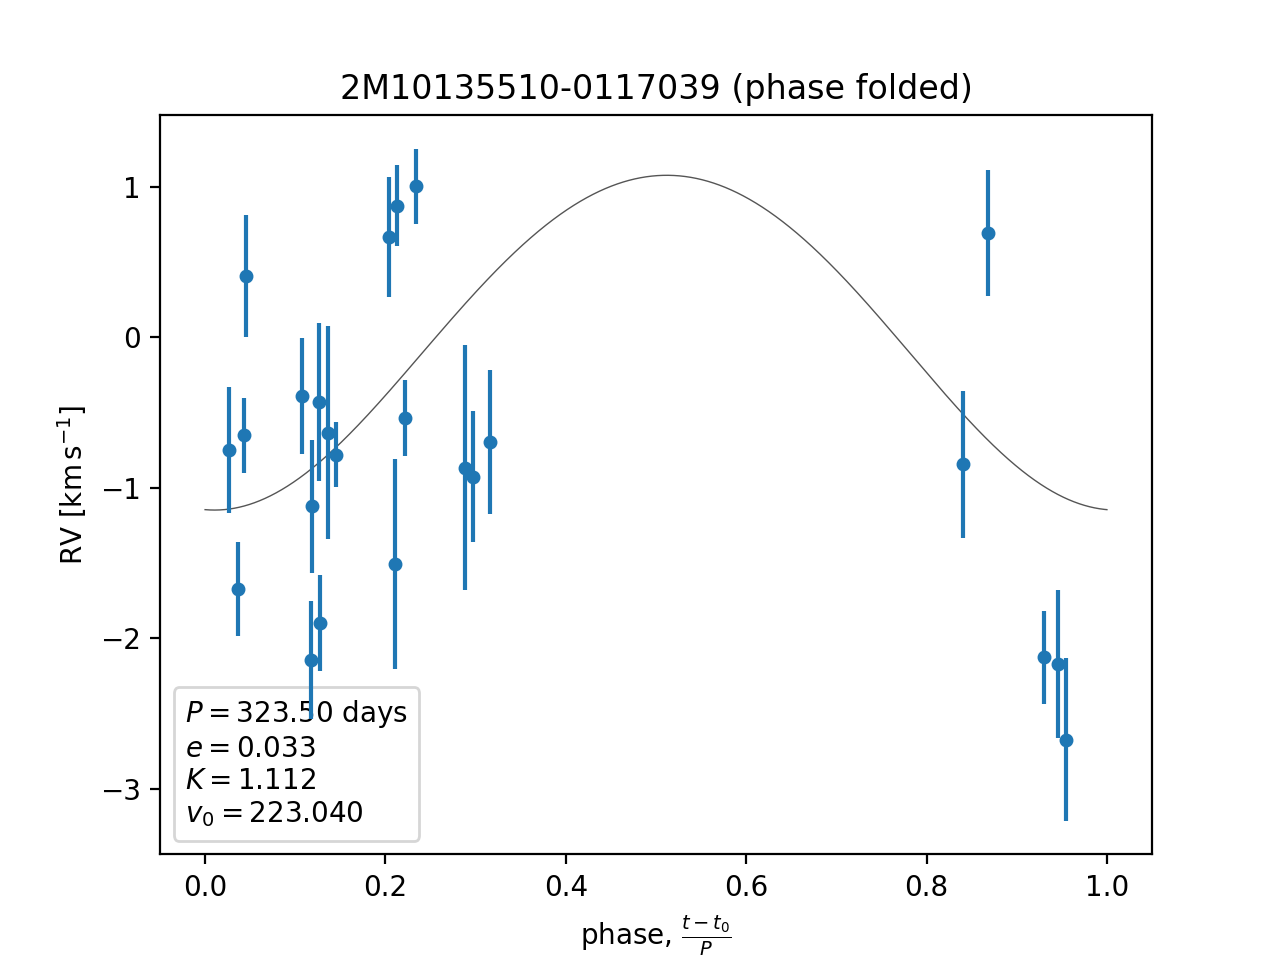 2M10135510-0117039 (phase folded)
RV [km s⁻¹]
1
0
−1
−2
−3
P = 323.50 days
e = 0.033
K = 1.112
v₀ = 223.040
0.0 0.2 0.4 0.6 0.8 1.0
phase, (t − t₀)/P